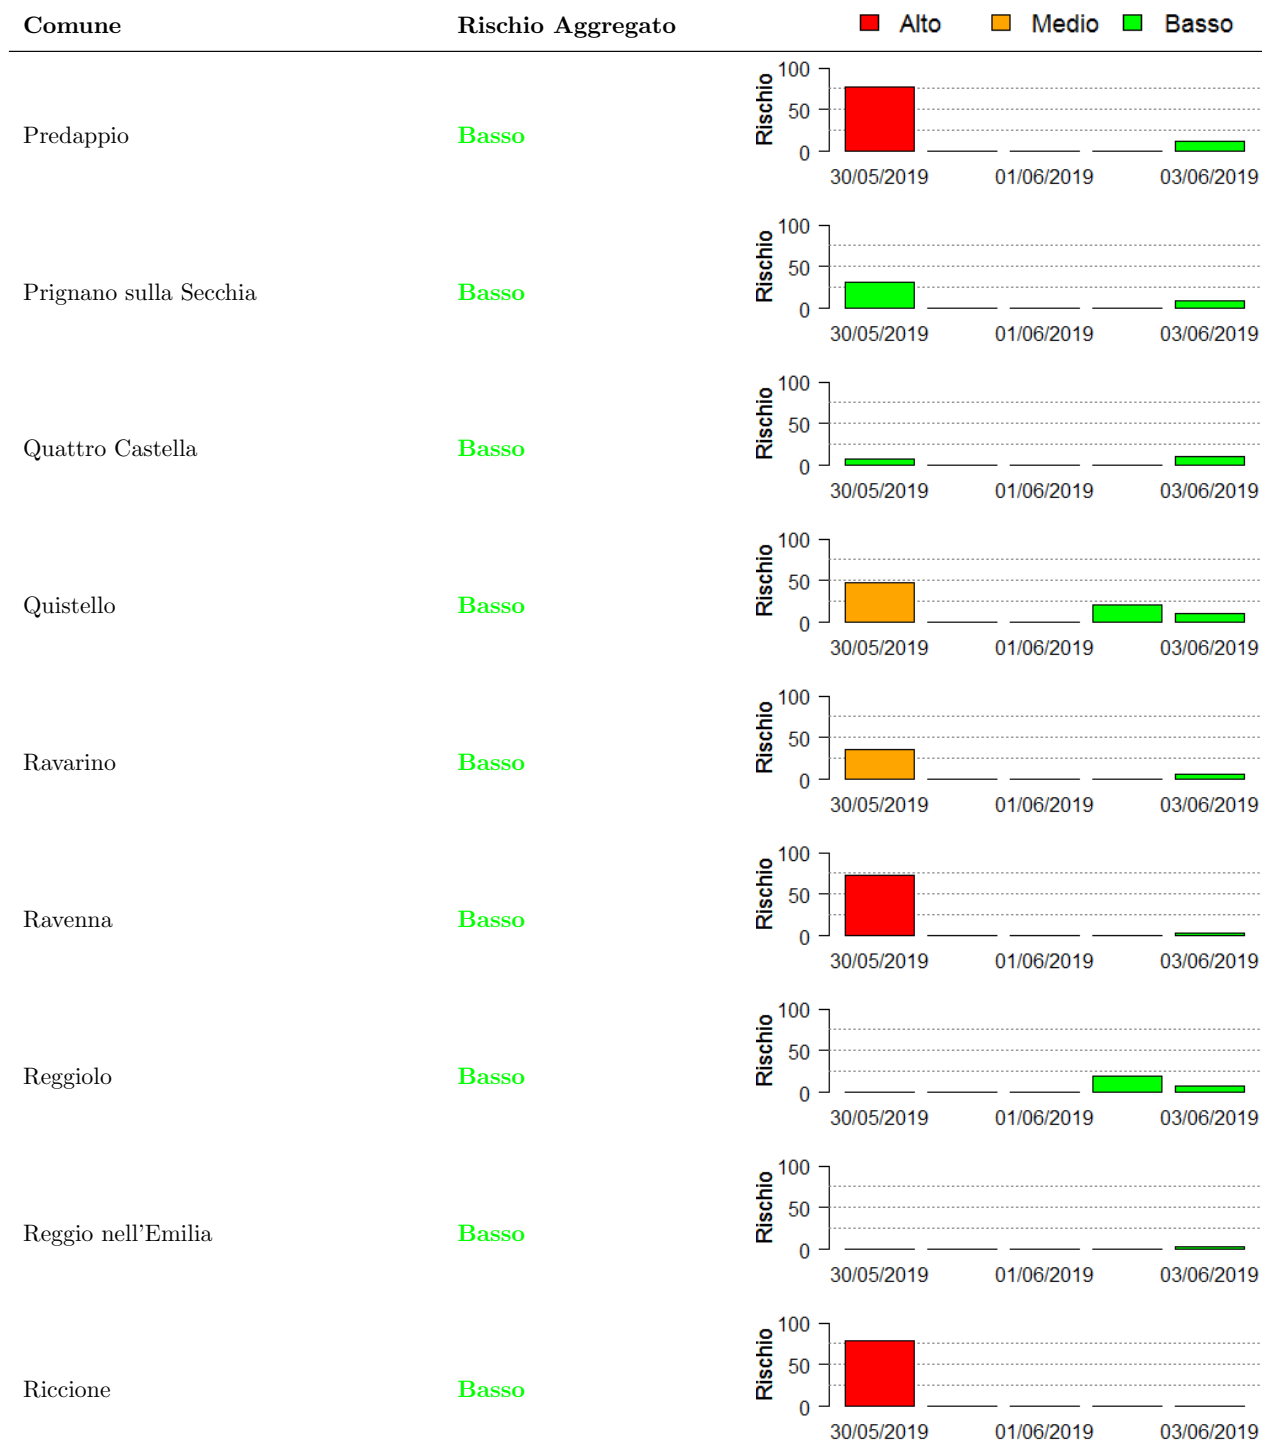 Comune Rischio Aggregato Alto Medio Basso
Predappio Basso
Rischio
100
50
0
30/05/2019 01/06/2019 03/06/2019
Prignano sulla Secchia Basso
Rischio
100
50
0
30/05/2019 01/06/2019 03/06/2019
Quattro Castella Basso
Rischio
100
50
0
30/05/2019 01/06/2019 03/06/2019
Quistello Basso
Rischio
100
50
0
30/05/2019 01/06/2019 03/06/2019
Ravarino Basso
Rischio
100
50
0
30/05/2019 01/06/2019 03/06/2019
Ravenna Basso
Rischio
100
50
0
30/05/2019 01/06/2019 03/06/2019
Reggiolo Basso
Rischio
100
50
0
30/05/2019 01/06/2019 03/06/2019
Reggio nell'Emilia Basso
Rischio
100
50
0
30/05/2019 01/06/2019 03/06/2019
Riccione Basso
Rischio
100
50
0
30/05/2019 01/06/2019 03/06/2019